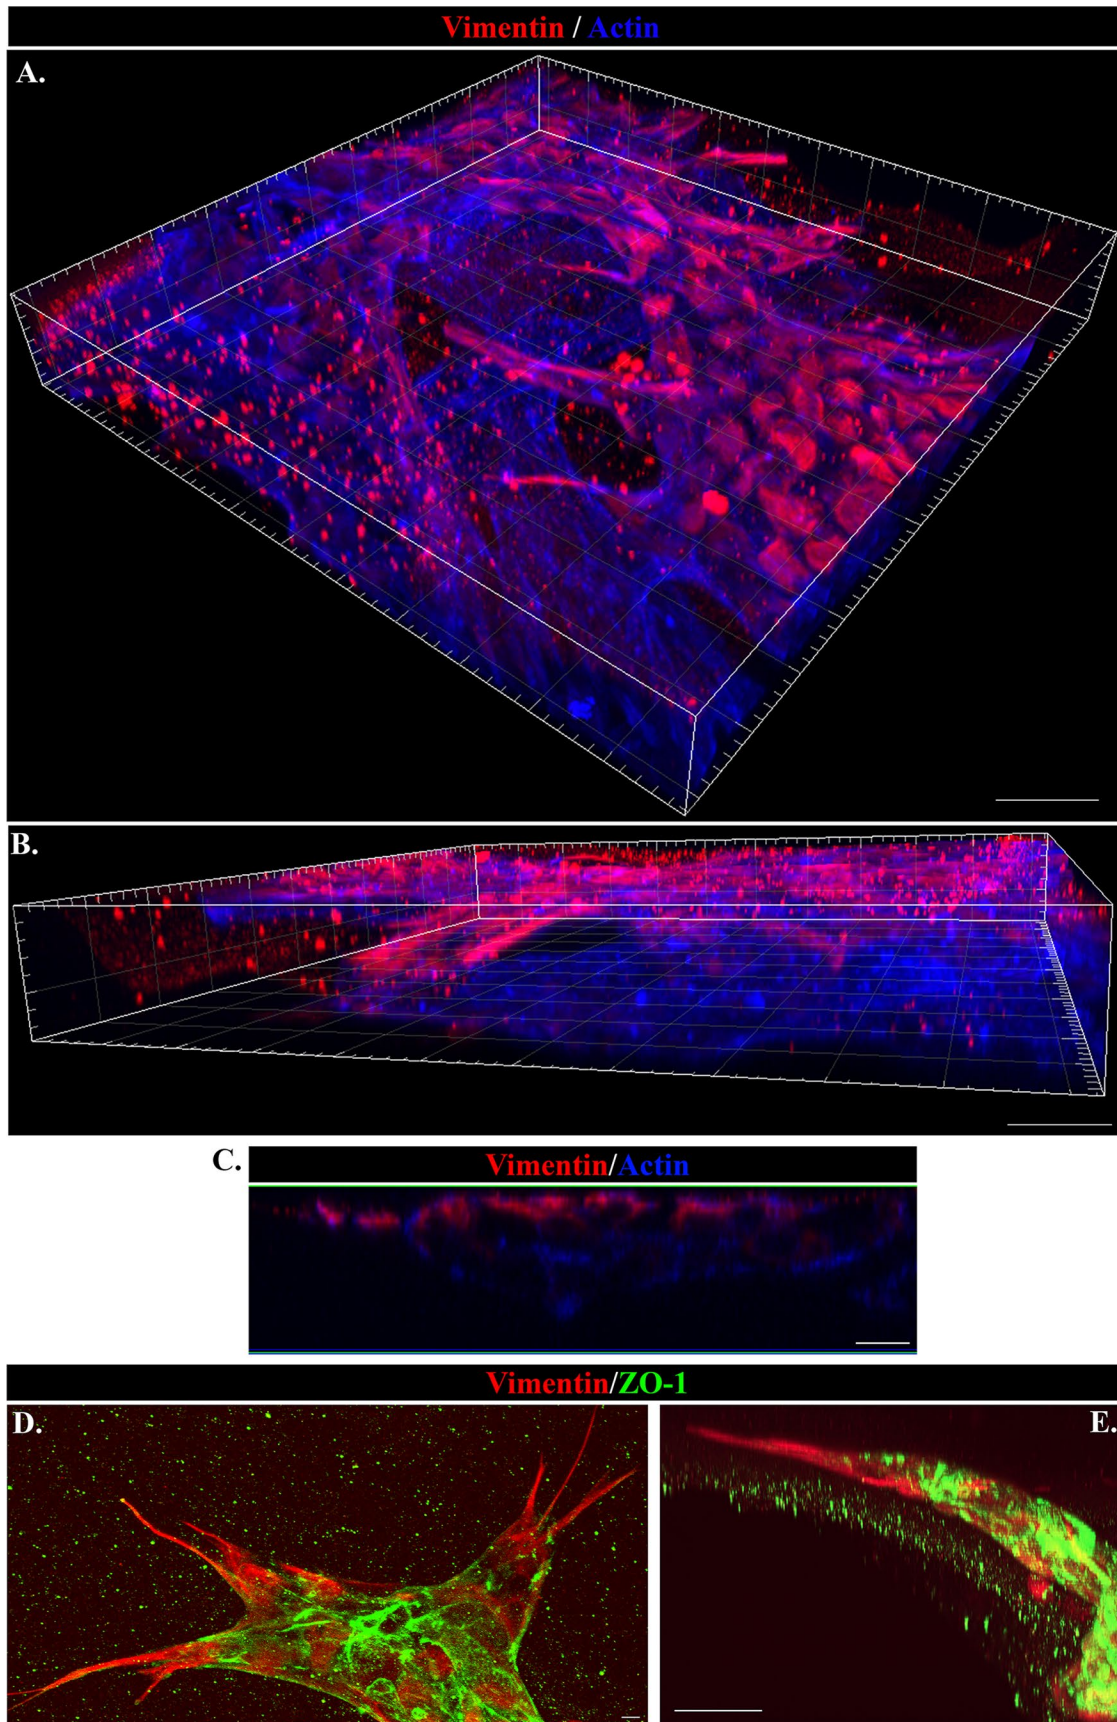 Vimentin / Actin
A.
B.
C.
Vimentin/Actin
Vimentin/ZO-1
D.
E.